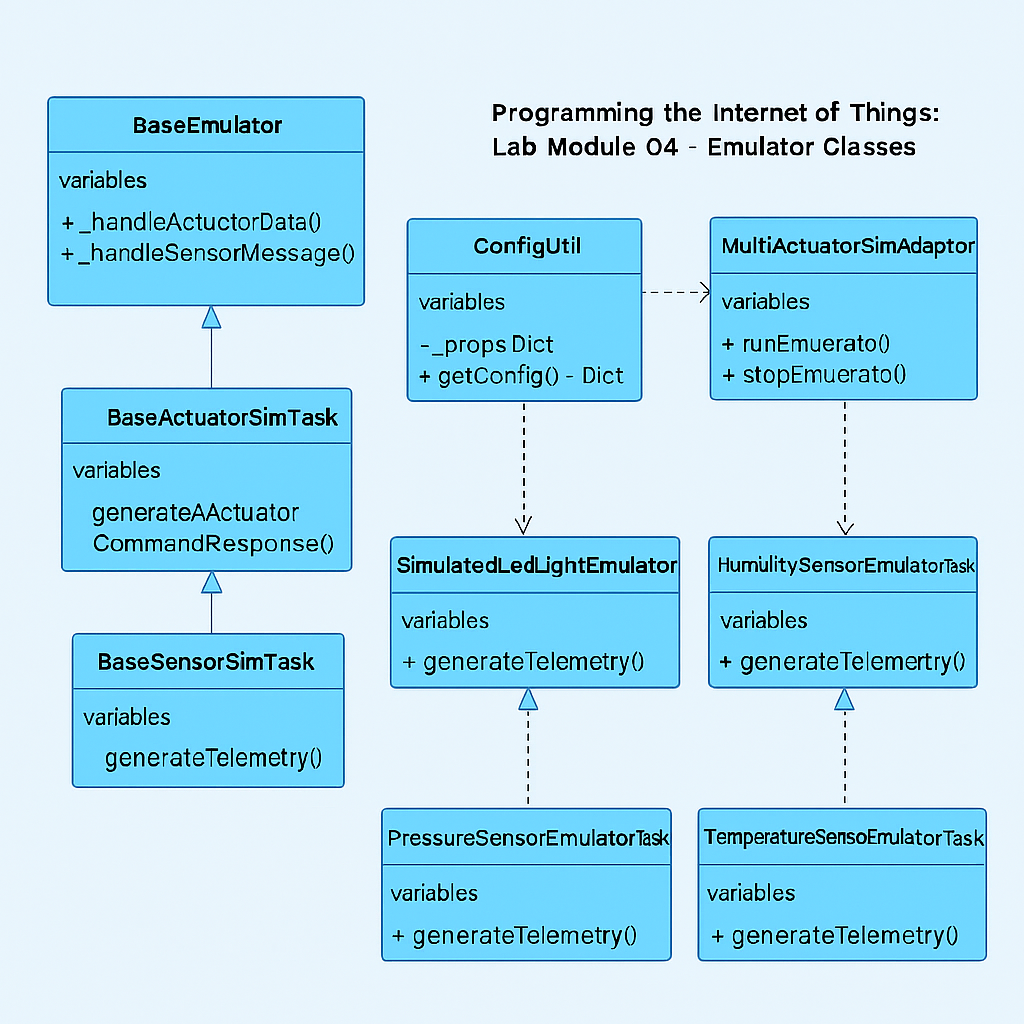 Programming the Internet of Things:
Lab Module 04 - Emulator Classes
BaseEmulator
variables
+ _handleActuctorData()
+ _handleSensorMessage()
BaseActuatorSimTask
variables
generateAActuator
CommandResponse()
BaseSensorSimTask
variables
generateTelemetry()
ConfigUtil
variables
-_props Dict
+ getConfig() - Dict
MultiActuatorSimAdaptor
variables
+ runEmuerato()
+ stopEmuerato()
SimulatedLedLightEmulator
variables
+ generateTelemetry()
HumulitySensorEmulatorTask
variables
+ generateTelemertry()
PressureSensorEmulatorTask
variables
+ generateTelemetry()
TemperatureSensoEmulatorTask
variables
+ generateTelemetry()